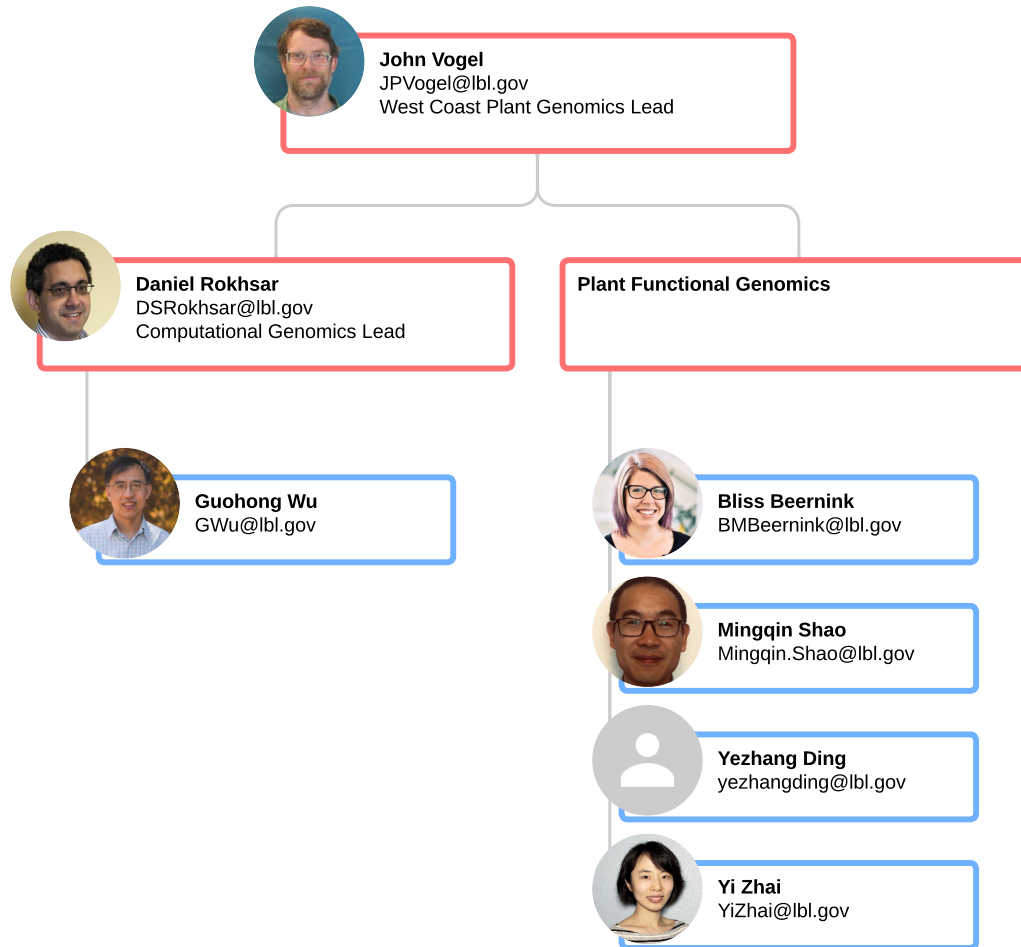 John Vogel
JPVogel@lbl.gov
West Coast Plant Genomics Lead
Daniel Rokhsar
DSRokhsar@lbl.gov
Computational Genomics Lead
Plant Functional Genomics
Guohong Wu
GWu@lbl.gov
Bliss Beernink
BMBeernink@lbl.gov
Mingqin Shao
Mingqin.Shao@lbl.gov
Yezhang Ding
yezhangding@lbl.gov
Yi Zhai
YiZhai@lbl.gov